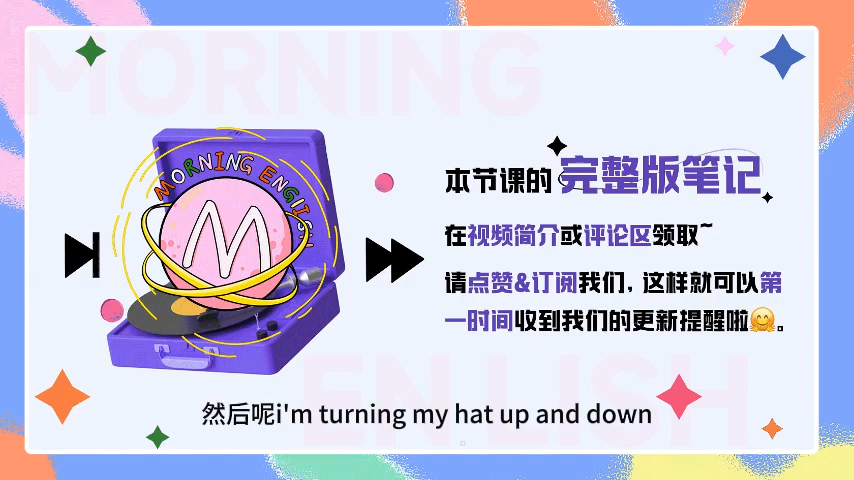 MORNING
MORNING ENGLISH
M
本节课的 完整版笔记
在视频简介或评论区领取~
请点赞&订阅我们，这样就可以第
一时间收到我们的更新提醒啦🤗。
EN LISH
然后呢i'm turning my hat up and down